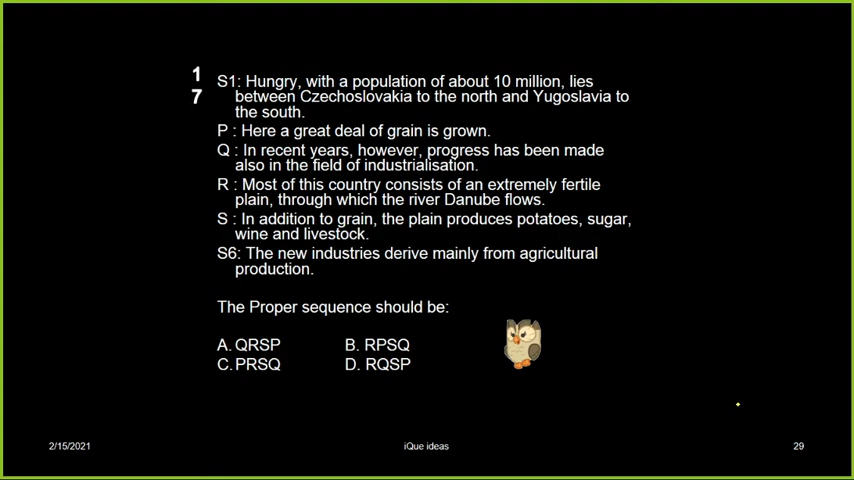 17
S1: Hungry, with a population of about 10 million, lies
between Czechoslovakia to the north and Yugoslavia to
the south.
P : Here a great deal of grain is grown.
Q : In recent years, however, progress has been made
also in the field of industrialisation.
R : Most of this country consists of an extremely fertile
plain, through which the river Danube flows.
S : In addition to grain, the plain produces potatoes, sugar,
wine and livestock.
S6: The new industries derive mainly from agricultural
production.
The Proper sequence should be:
A. QRSP B. RPSQ
C. PRSQ D. RQSP
2/15/2021 iQue ideas 29